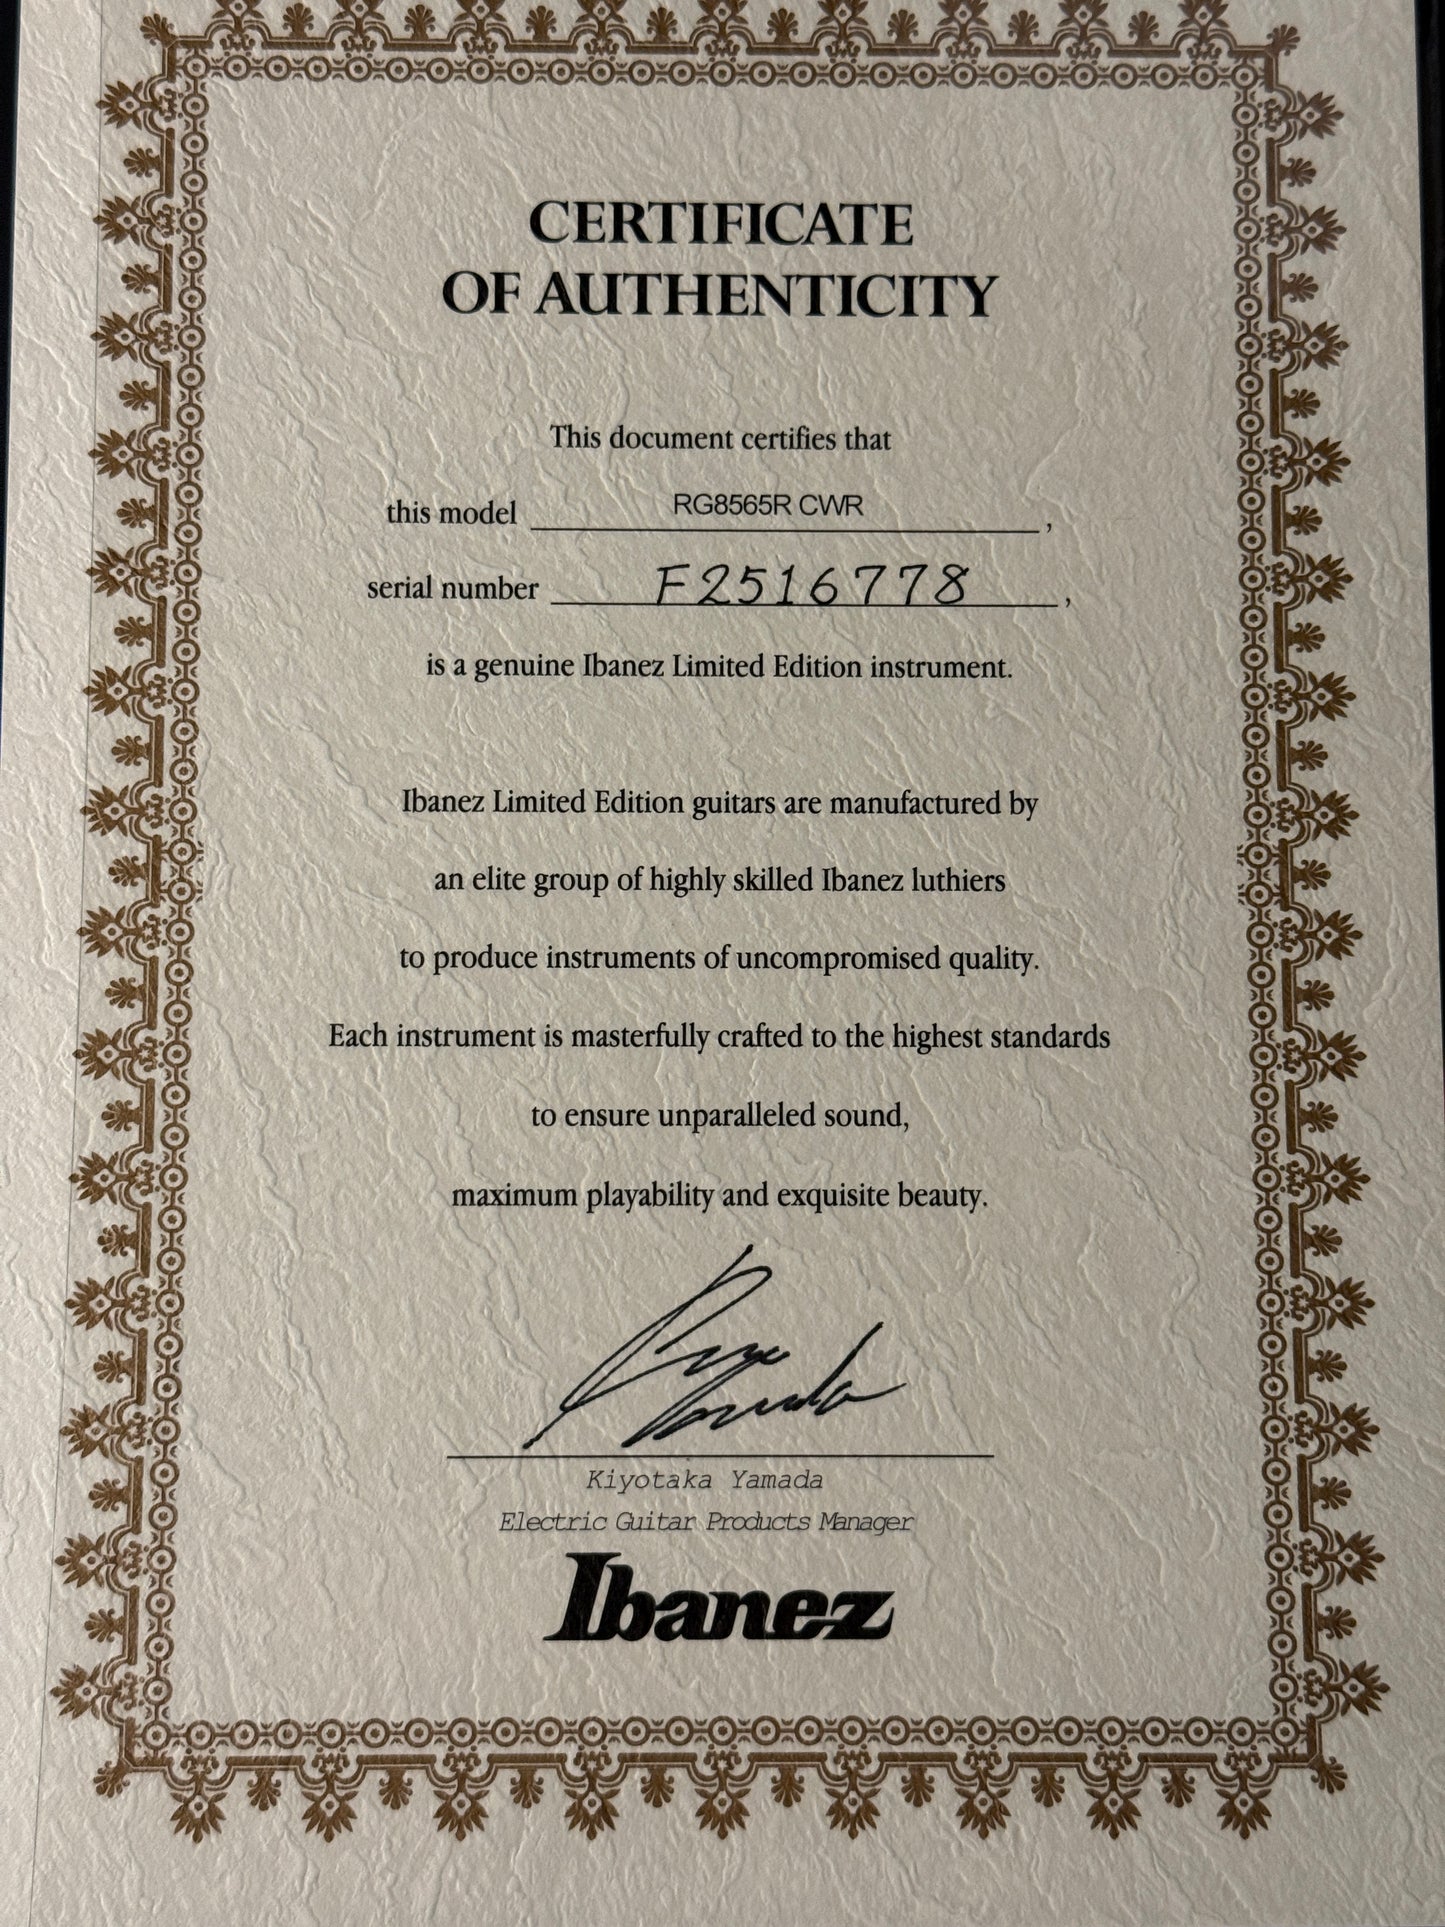 CERTIFICATE
OF AUTHENTICITY
This document certifies that
this model RG8565R CWR,
serial number F2516778,
is a genuine Ibanez Limited Edition instrument.
Ibanez Limited Edition guitars are manufactured by
an elite group of highly skilled Ibanez luthiers
to produce instruments of uncompromised quality.
Each instrument is masterfully crafted to the highest standards
to ensure unparalleled sound,
maximum playability and exquisite beauty.
Kiyotaka Yamada
Electric Guitar Products Manager
Ibanez